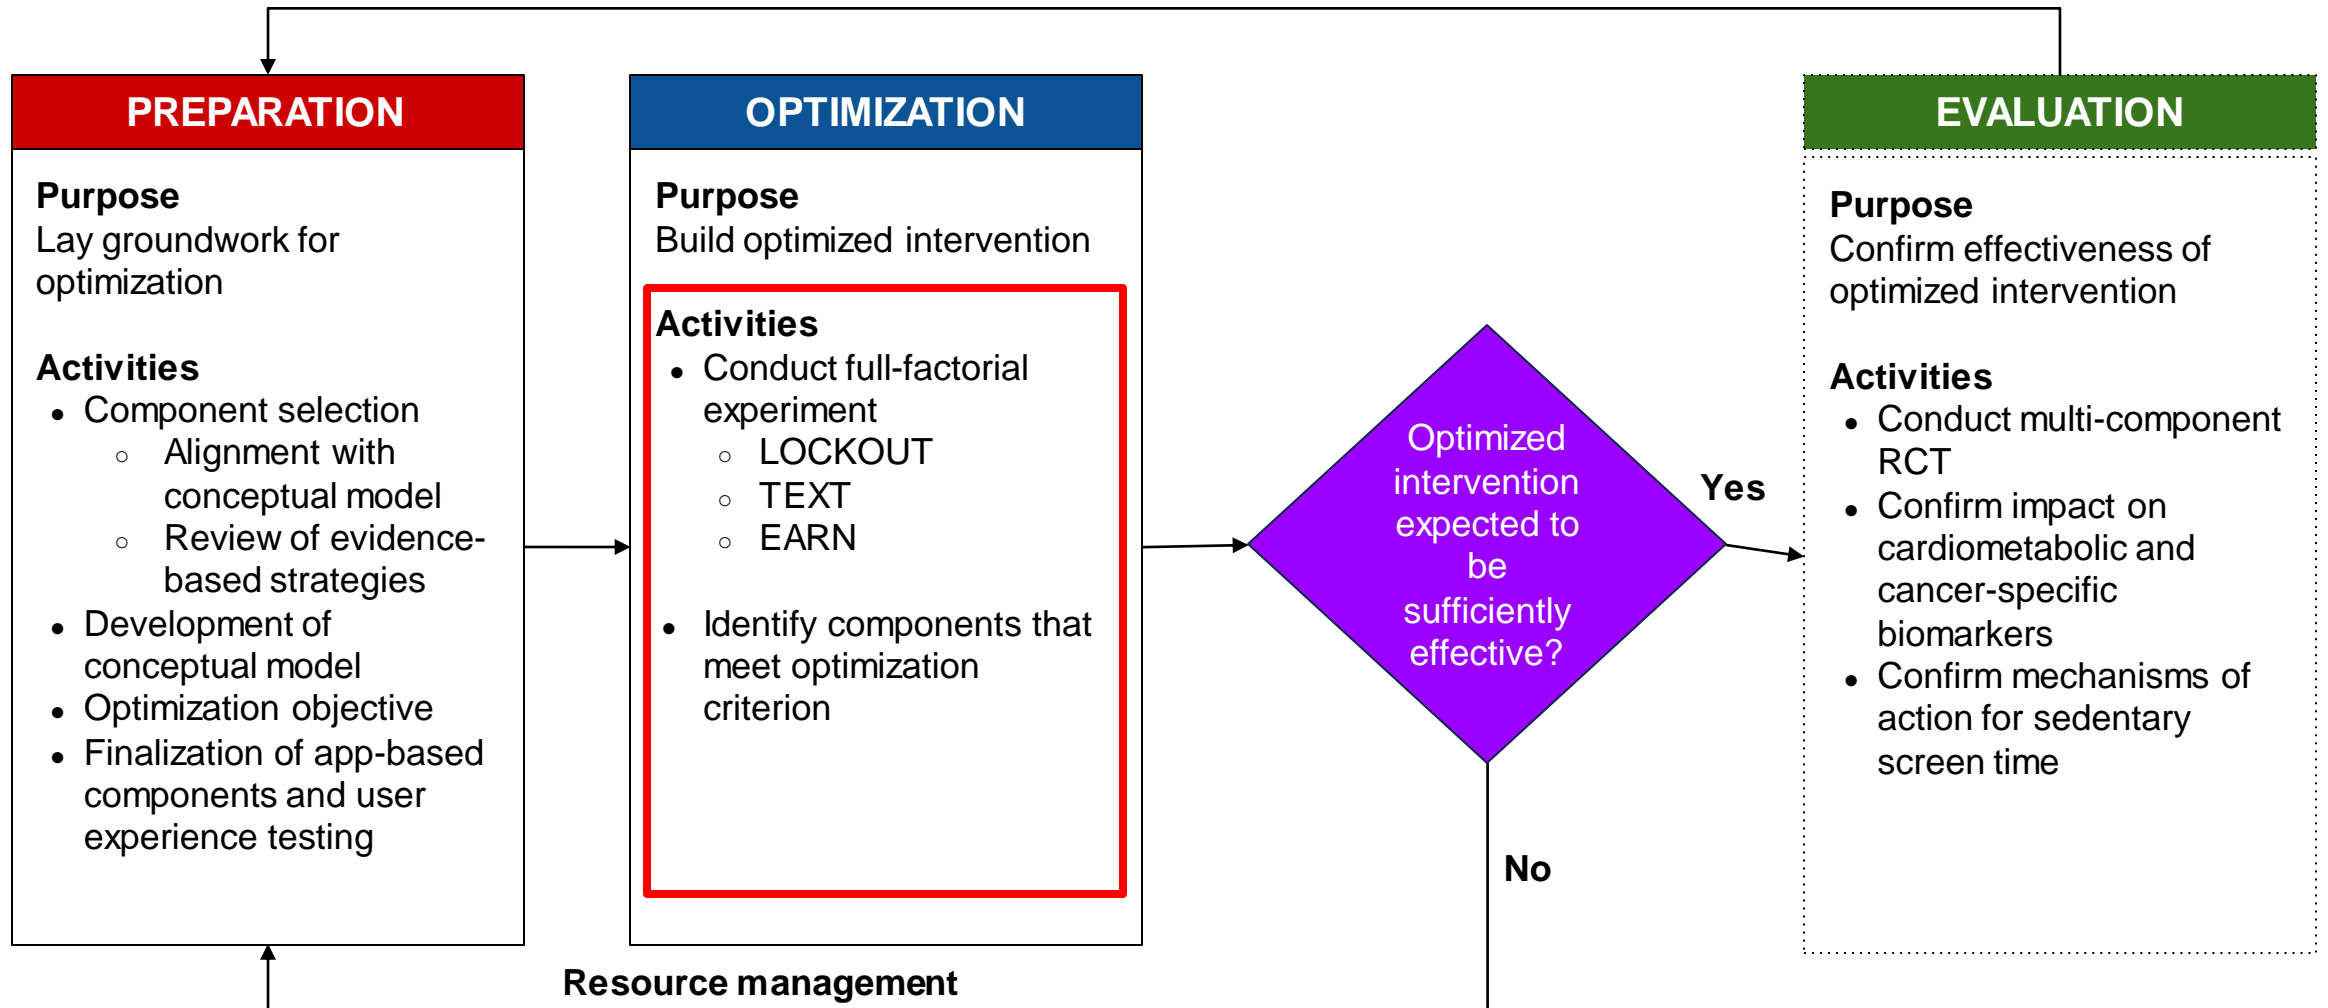 PREPARATION
Purpose
Lay groundwork for
optimization
Activities
● Component selection
○ Alignment with
conceptual model
○ Review of evidence-
based strategies
● Development of
conceptual model
● Optimization objective
● Finalization of app-based
components and user
experience testing
OPTIMIZATION
Purpose
Build optimized intervention
Activities
● Conduct full-factorial
experiment
○ LOCKOUT
○ TEXT
○ EARN
● Identify components that
meet optimization
criterion
Optimized
intervention
expected to
be
sufficiently
effective?
Yes
No
EVALUATION
Purpose
Confirm effectiveness of
optimized intervention
Activities
● Conduct multi-component
RCT
● Confirm impact on
cardiometabolic and
cancer-specific
biomarkers
● Confirm mechanisms of
action for sedentary
screen time
Resource management